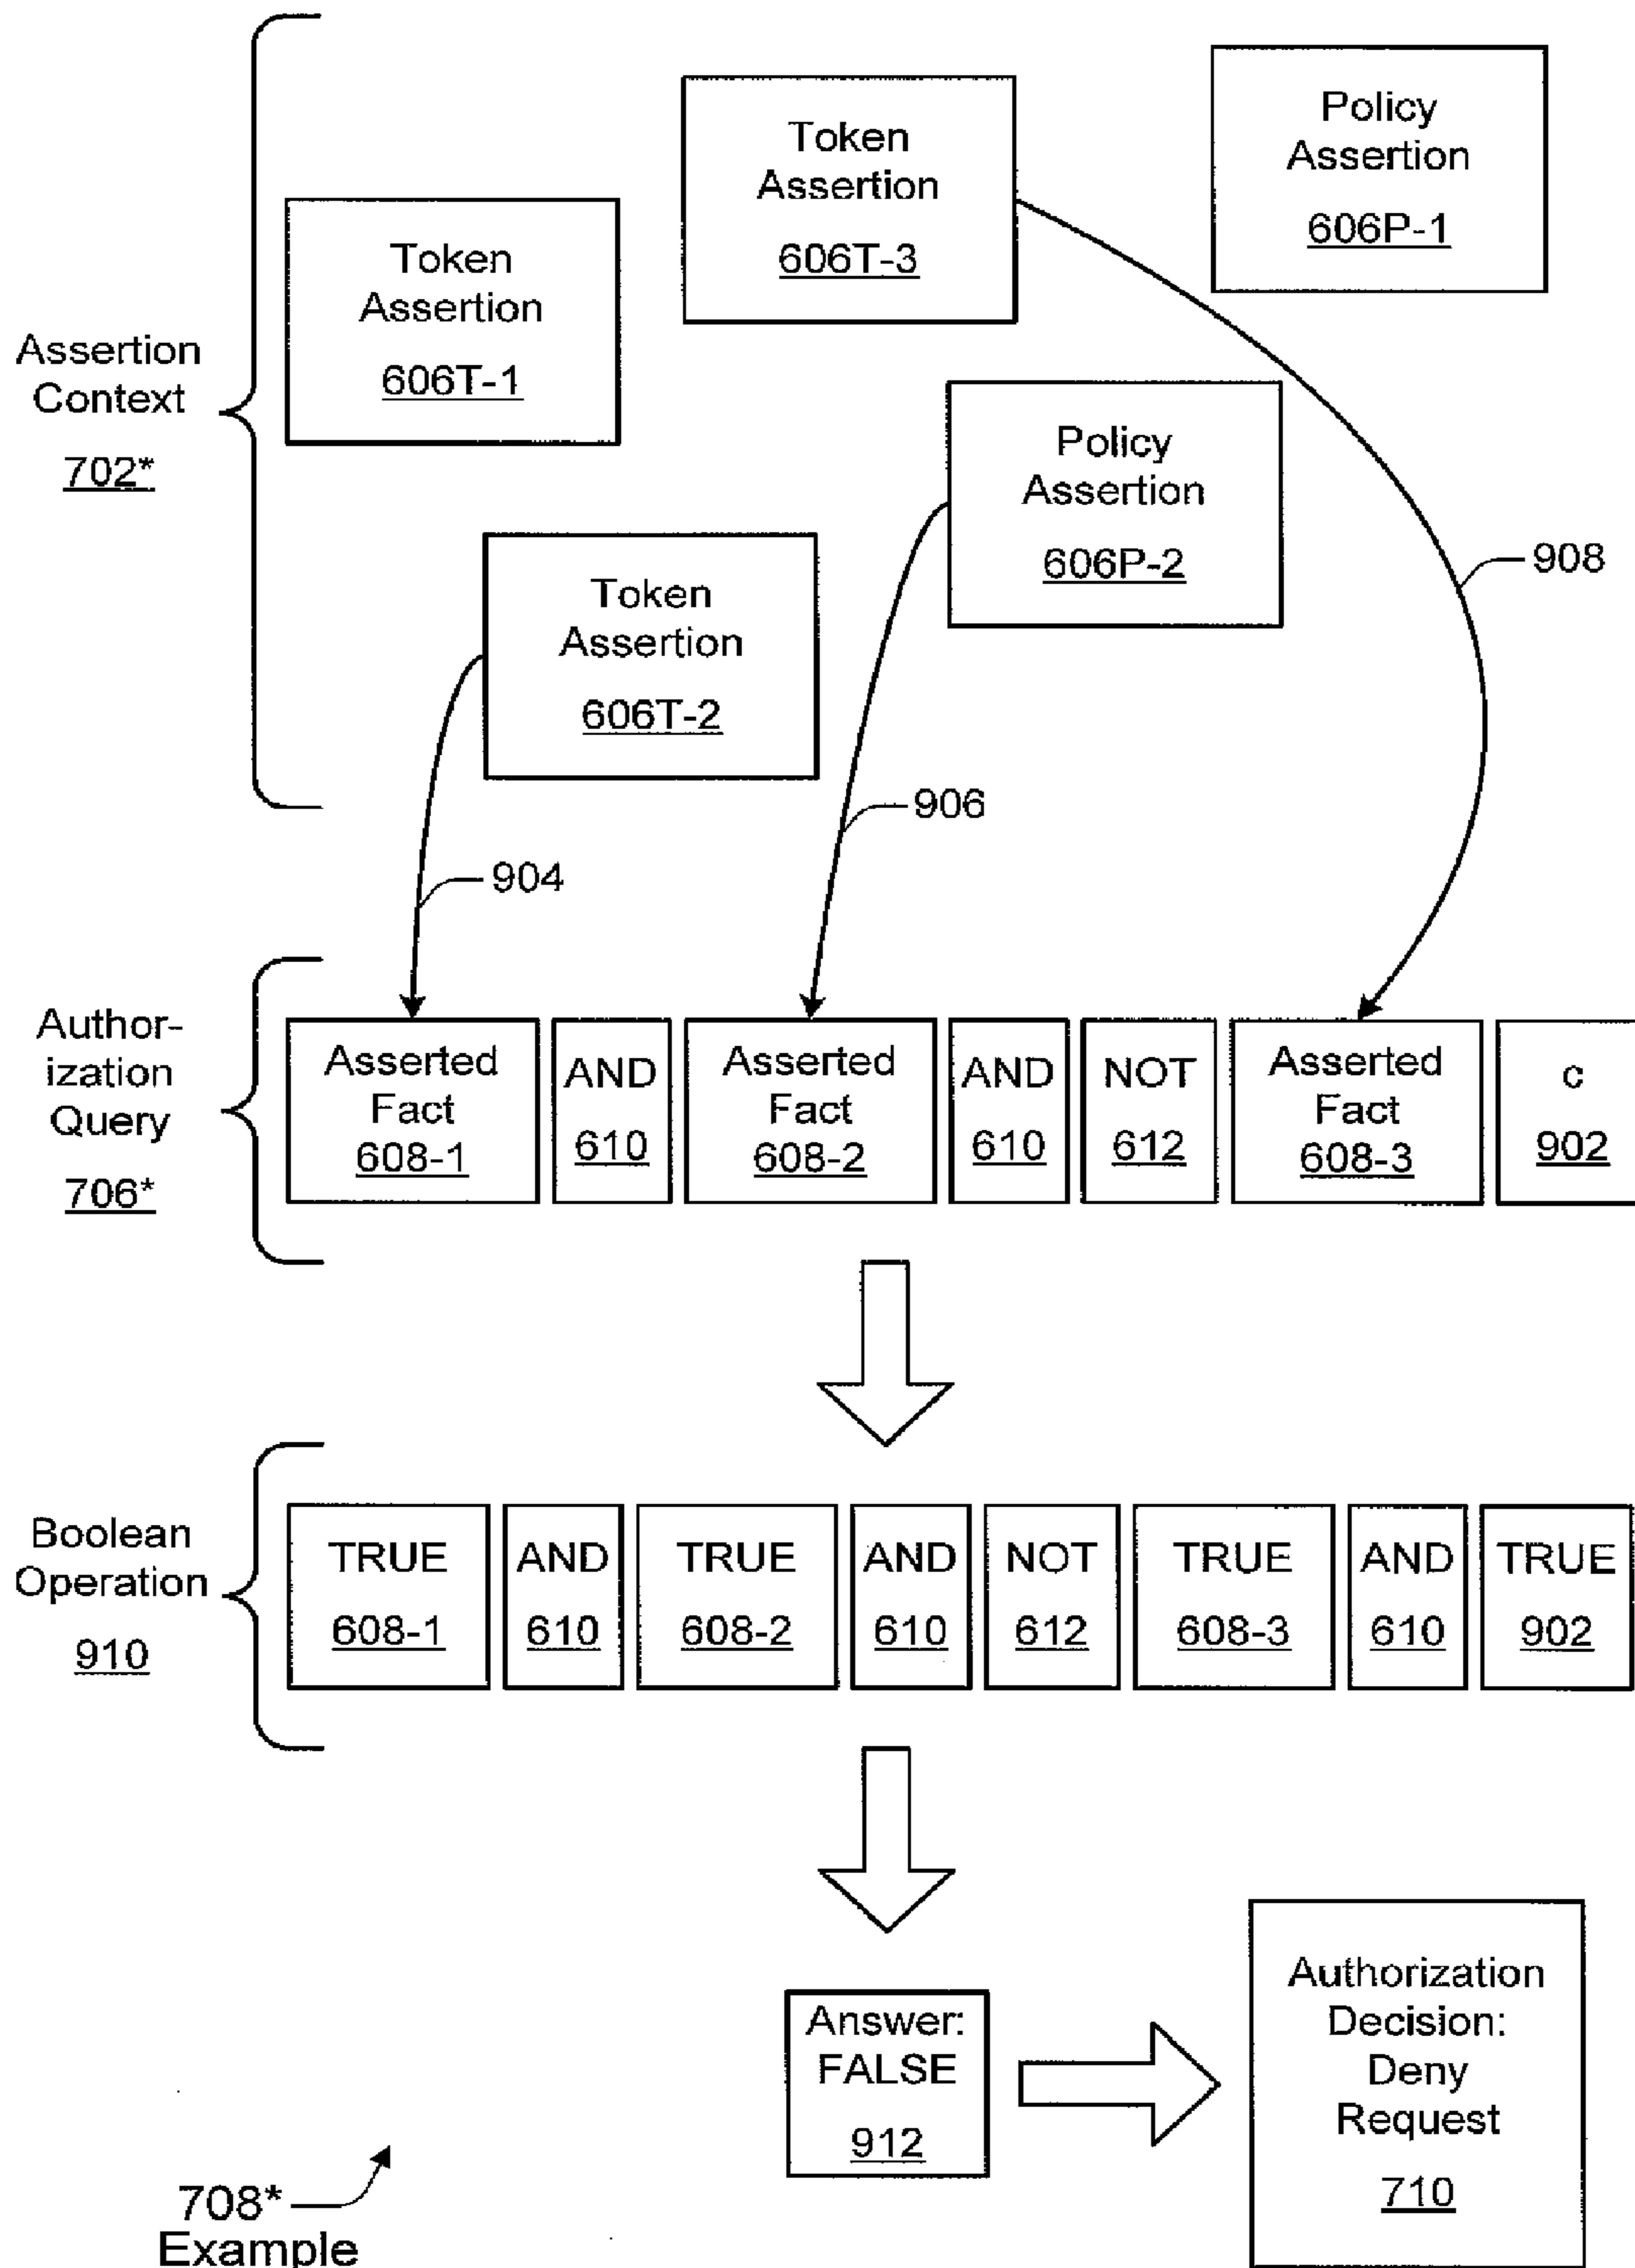 Assertion
Context
702*
Token
Assertion
606T-1
Token
Assertion
606T-3
Policy
Assertion
606P-1
Token
Assertion
606T-2
Policy
Assertion
606P-2
904
906
908
Author-
ization
Query
706*
Asserted
Fact
608-1
AND
610
Asserted
Fact
608-2
AND
610
NOT
612
Asserted
Fact
608-3
c
902
Boolean
Operation
910
TRUE
608-1
AND
610
TRUE
608-2
AND
610
NOT
612
TRUE
608-3
AND
610
TRUE
902
Answer:
FALSE
912
Authorization
Decision:
Deny
Request
710
708*
Example